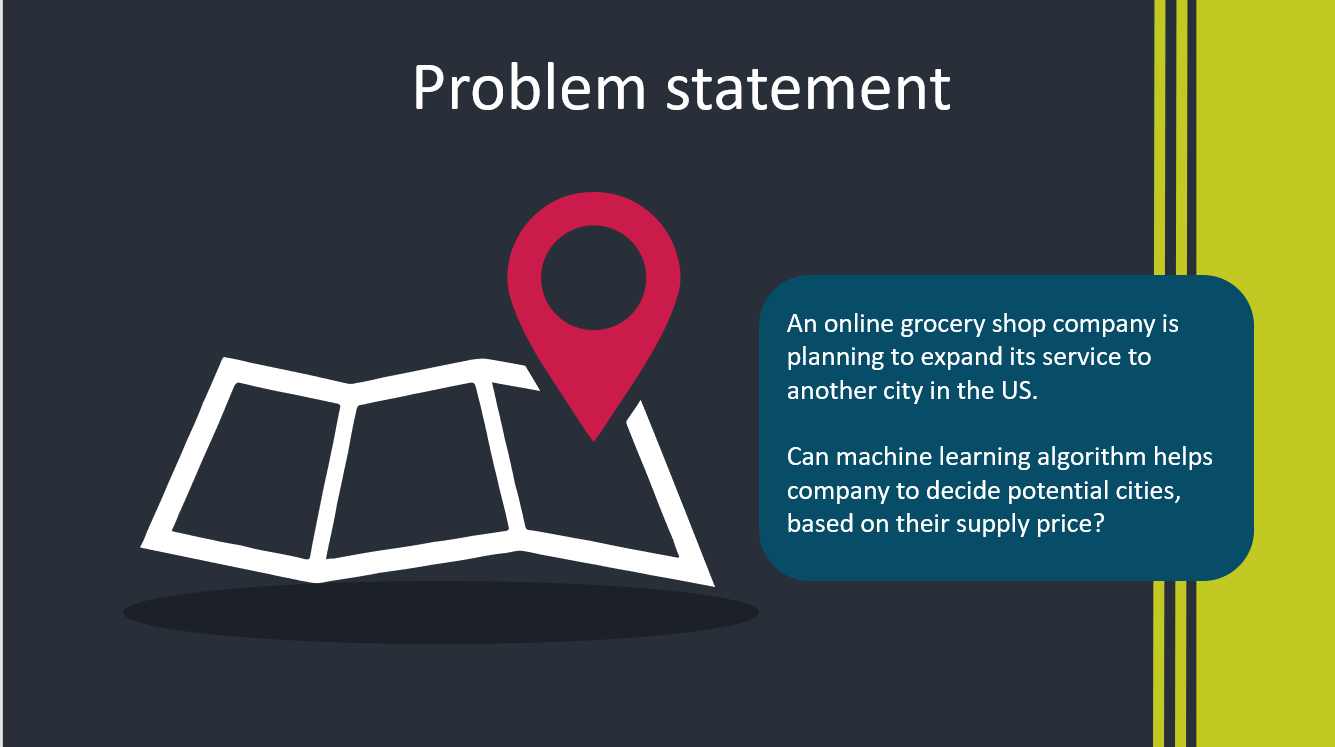 Problem statement
An online grocery shop company is
planning to expand its service to
another city in the US.
Can machine learning algorithm helps
company to decide potential cities,
based on their supply price?